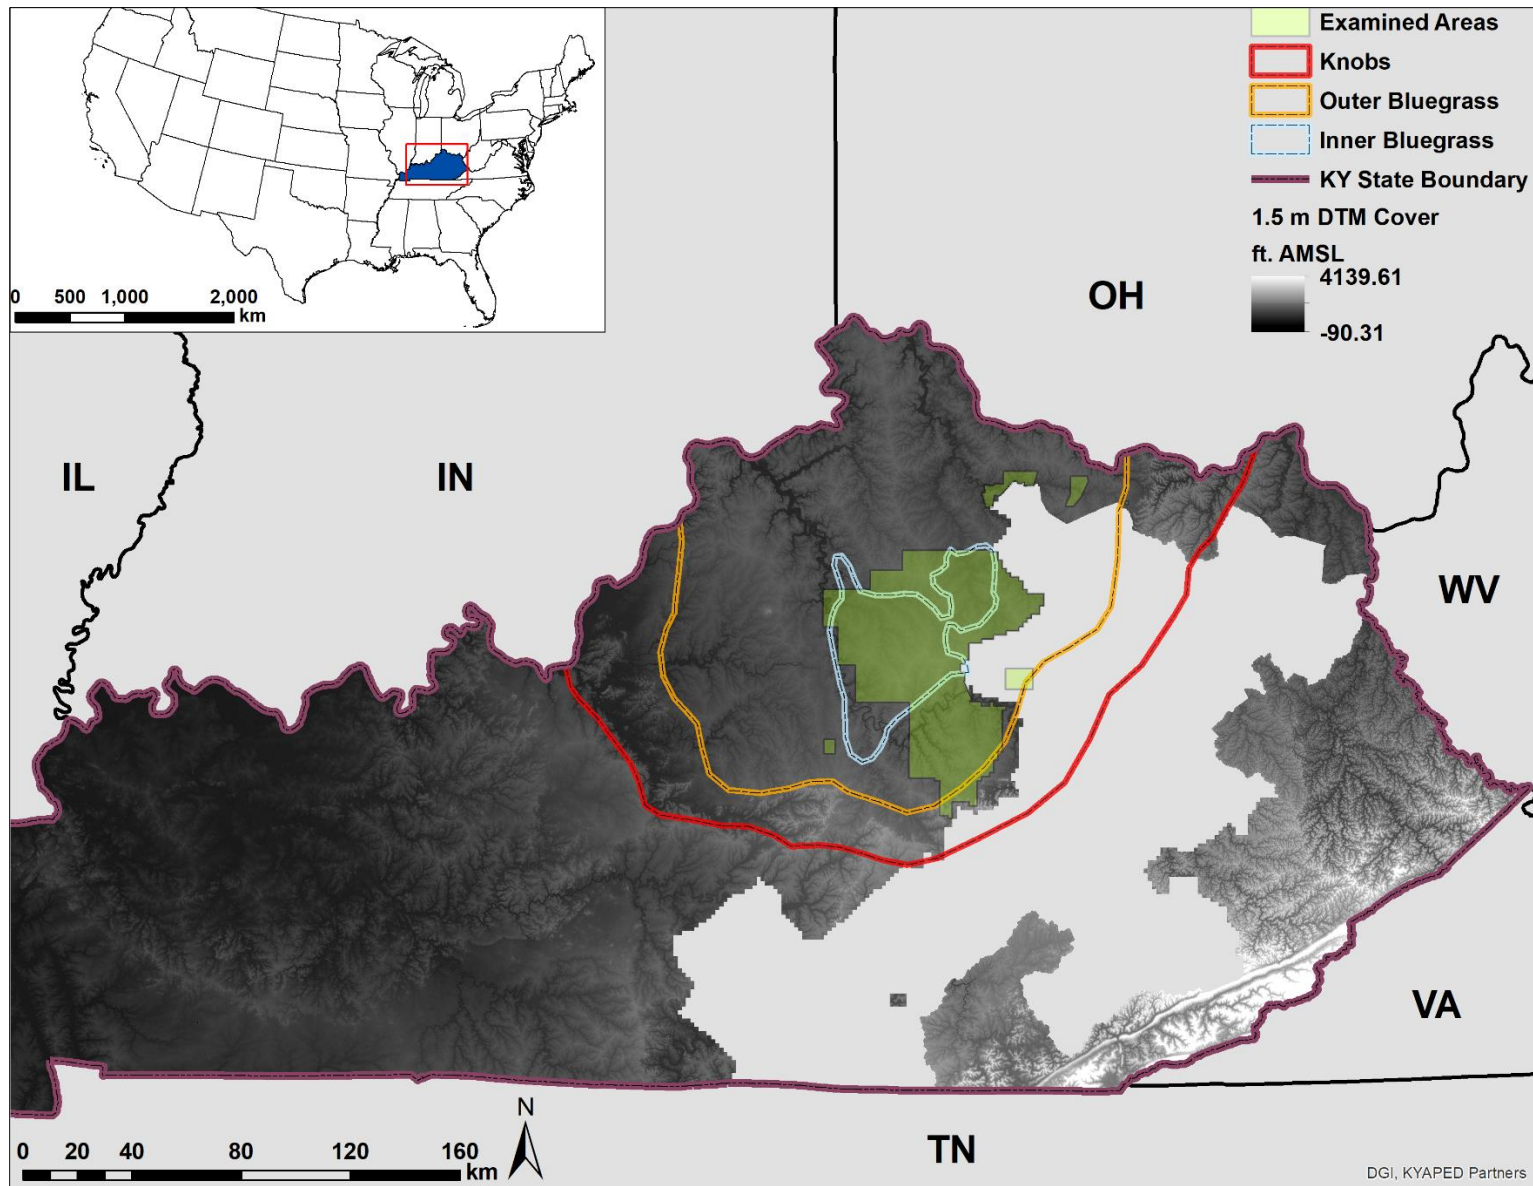 Examined Areas
Knobs
Outer Bluegrass
Inner Bluegrass
KY State Boundary
1.5 m DTM Cover
ft. AMSL
4139.61
-90.31
0 500 1,000 2,000
km
OH
IL
IN
WV
VA
TN
N
0 20 40 80 120 160
km
DGI, KYAPED Partners